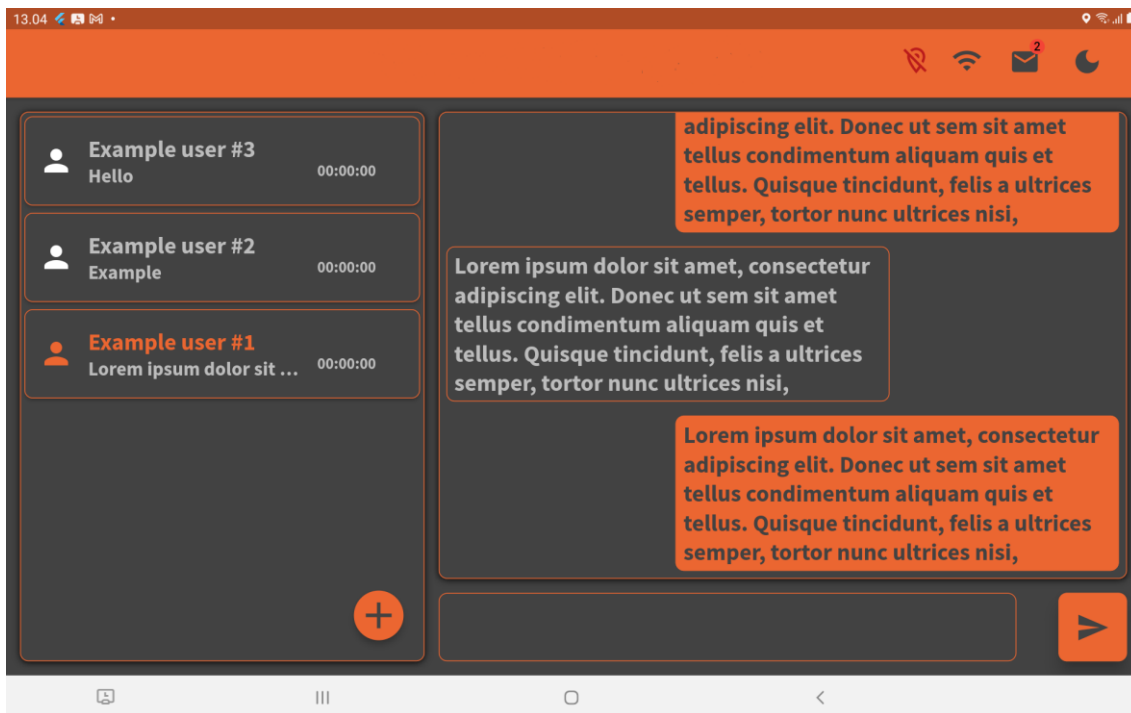 13.04
2
Example user #3
Hello
00:00:00
Example user #2
Example
00:00:00
Example user #1
Lorem ipsum dolor sit ...
00:00:00
adipiscing elit. Donec ut sem sit amet
tellus condimentum aliquam quis et
tellus. Quisque tincidunt, felis a ultrices
semper, tortor nunc ultrices nisi,
Lorem ipsum dolor sit amet, consectetur
adipiscing elit. Donec ut sem sit amet
tellus condimentum aliquam quis et
tellus. Quisque tincidunt, felis a ultrices
semper, tortor nunc ultrices nisi,
Lorem ipsum dolor sit amet, consectetur
adipiscing elit. Donec ut sem sit amet
tellus condimentum aliquam quis et
tellus. Quisque tincidunt, felis a ultrices
semper, tortor nunc ultrices nisi,